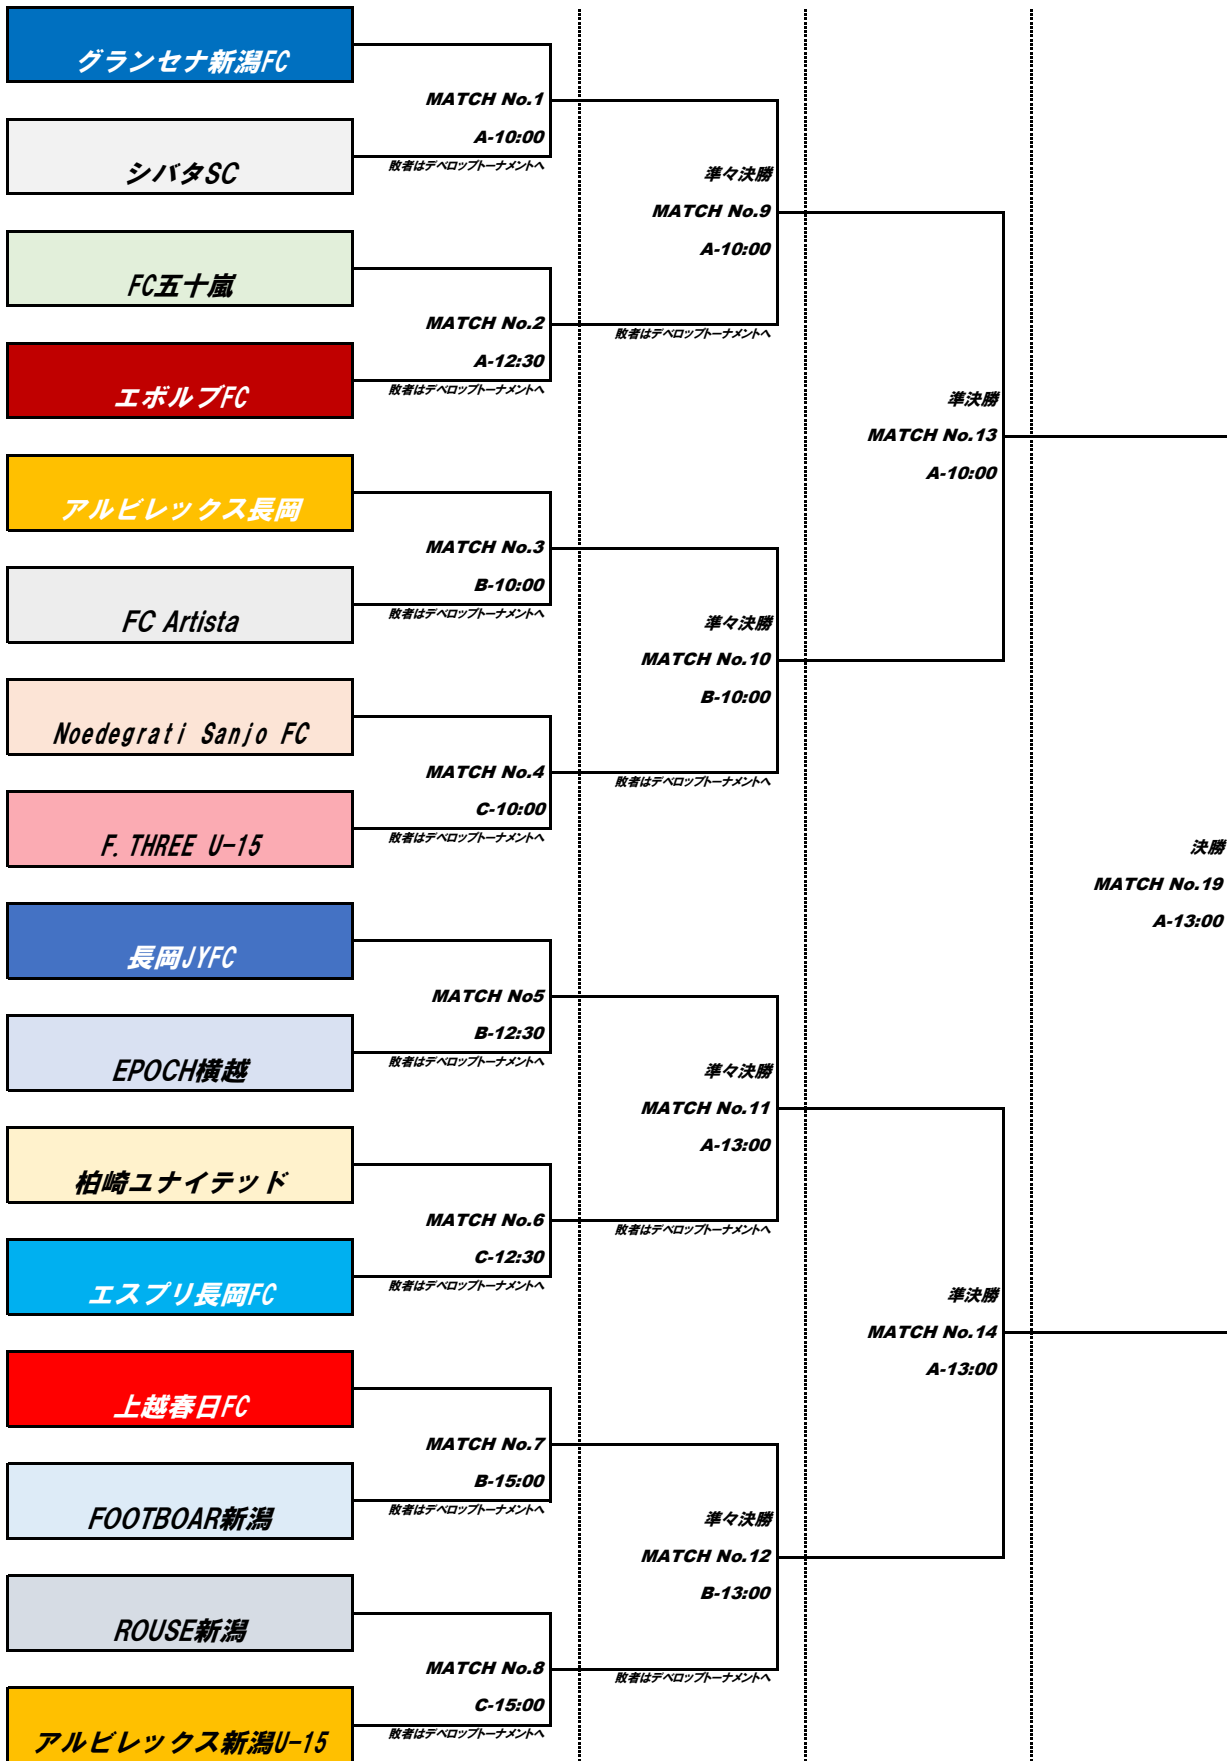 グランセナ新潟FC
MATCH No.1
A-10:00
シバタSC
敗者はデベロップトーナメントへ
準々決勝
MATCH No.9
A-10:00
FC五十嵐
MATCH No.2
敗者はデベロップトーナメントへ
A-12:30
エボルブFC
敗者はデベロップトーナメントへ
準決勝
MATCH No.13
A-10:00
アルビレックス長岡
MATCH No.3
B-10:00
FC Artista
敗者はデベロップトーナメントへ
準々決勝
MATCH No.10
B-10:00
Noedegrati Sanjo FC
MATCH No.4
敗者はデベロップトーナメントへ
C-10:00
F. THREE U-15
敗者はデベロップトーナメントへ
決勝
MATCH No.19
A-13:00
長岡JYFC
MATCH No5
B-12:30
EPOCH横越
敗者はデベロップトーナメントへ
準々決勝
MATCH No.11
A-13:00
柏崎ユナイテッド
MATCH No.6
敗者はデベロップトーナメントへ
C-12:30
エスプリ長岡FC
敗者はデベロップトーナメントへ
準決勝
MATCH No.14
A-13:00
上越春日FC
MATCH No.7
B-15:00
FOOTBOAR新潟
敗者はデベロップトーナメントへ
準々決勝
MATCH No.12
B-13:00
ROUSE新潟
MATCH No.8
敗者はデベロップトーナメントへ
C-15:00
アルビレックス新潟U-15
敗者はデベロップトーナメントへ